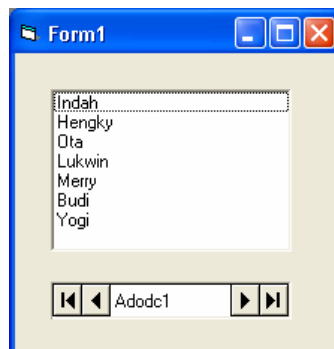 Form1
Indah
Hengky
Ota
Lukwin
Merry
Budi
Yogi
Adodc1